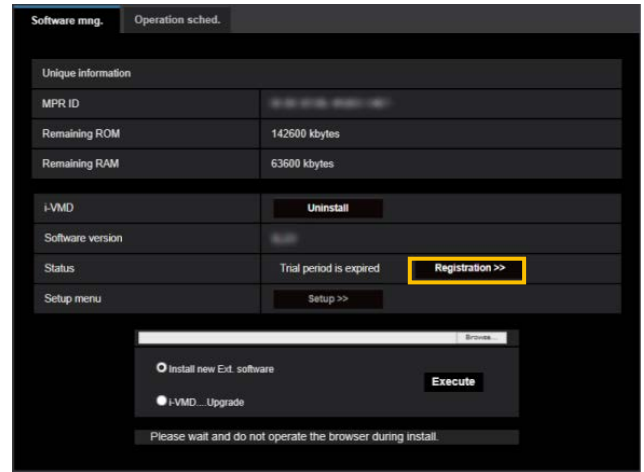 Software mng. Operation sched.
Unique information
MPR ID
Remaining ROM 142600 kbytes
Remaining RAM 63600 kbytes
i-VMD Uninstall
Software version
Status Trial period is expired Registration >>
Setup menu Setup >>
Browse...
Install new Ext. software
Execute
i-VMD....Upgrade
Please wait and do not operate the browser during install.